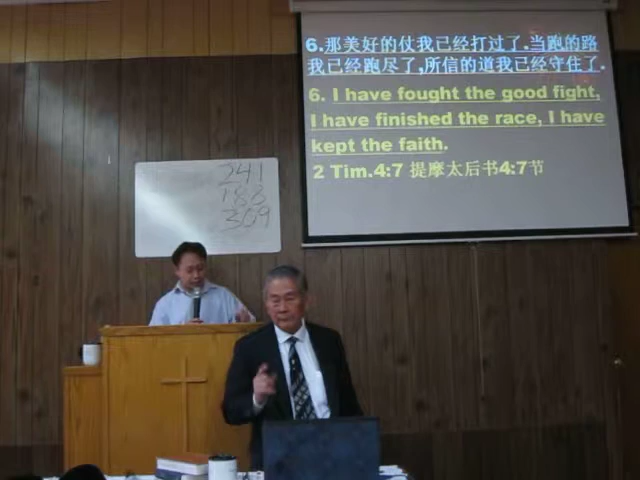 6.那美好的仗我已经打过了.当跑的路
我已经跑尽了,所信的道我已经守住了.
6. I have fought the good fight,
I have finished the race, I have
kept the faith.
2 Tim.4:7 提摩太后书4:7节
241
188
309